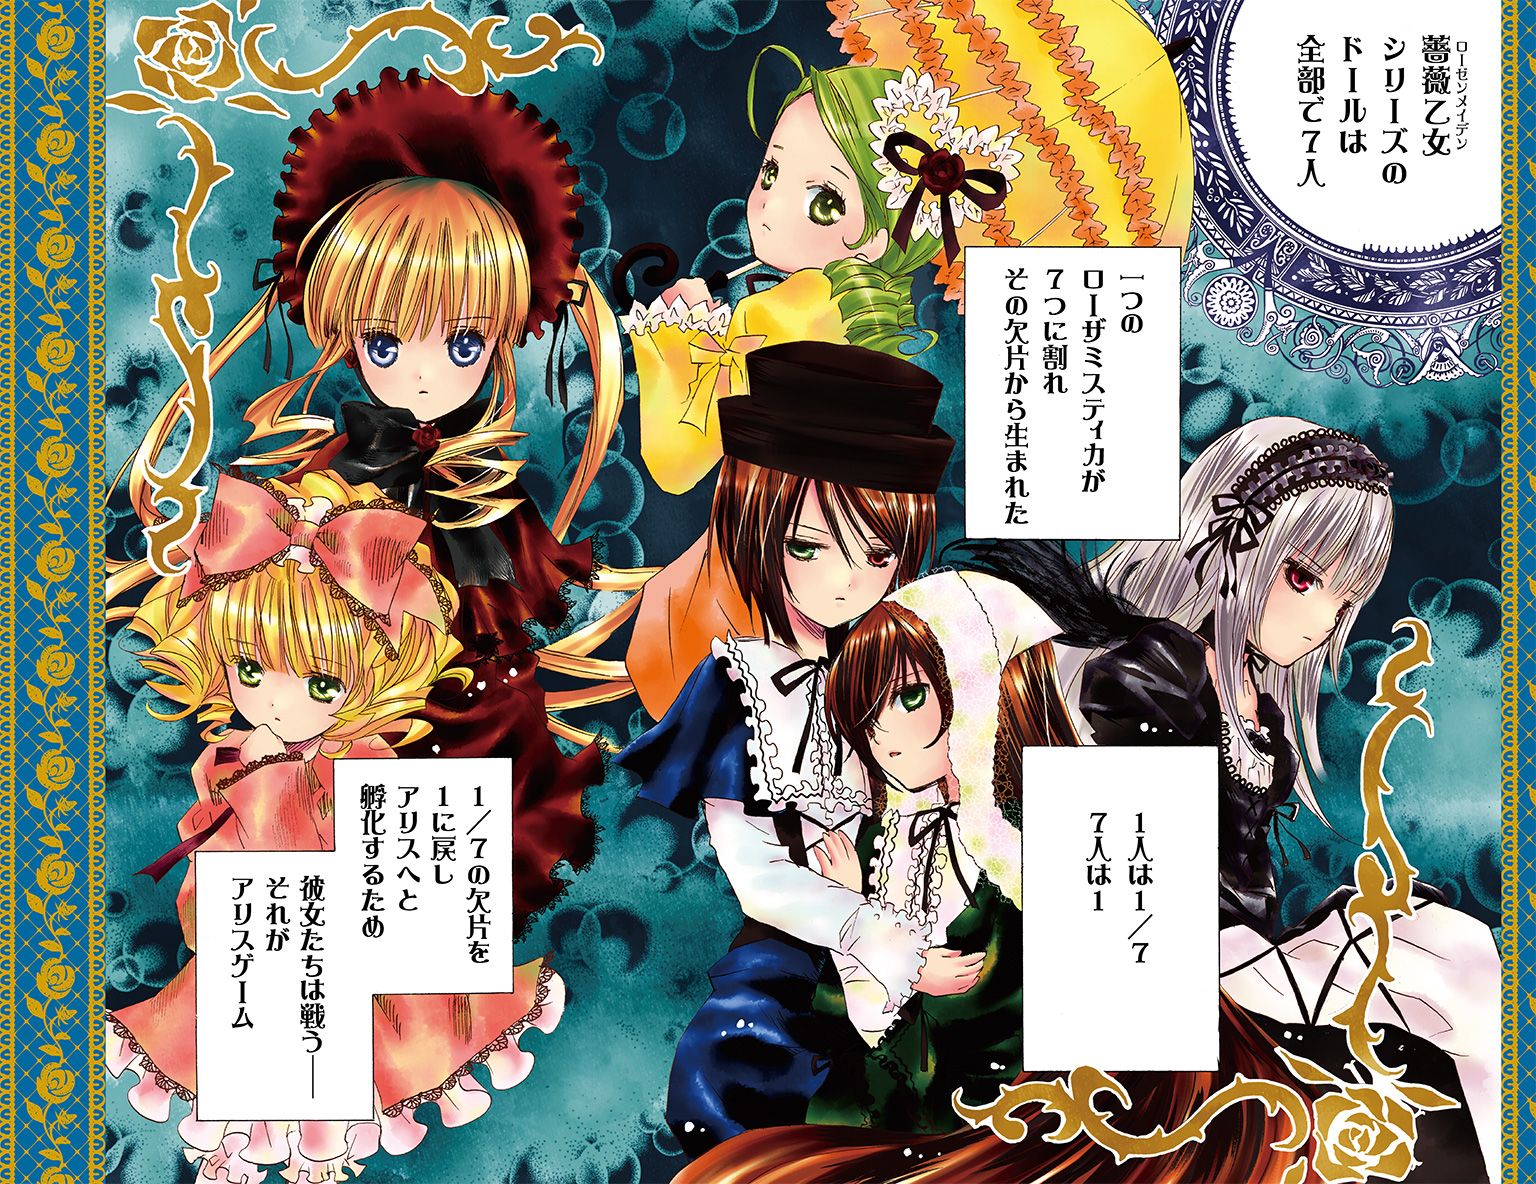 薔薇乙女
ローゼンメイデン
シリーズの
ドールは
全部で7人
一つの
ローザミスティカが
7つに割れ
その欠片から生まれた
1人は1／7
7人は1
1／7の欠片を
1に戻し
アリスへと
孵化するため
彼女たちは戦う——
それが
アリスゲーム